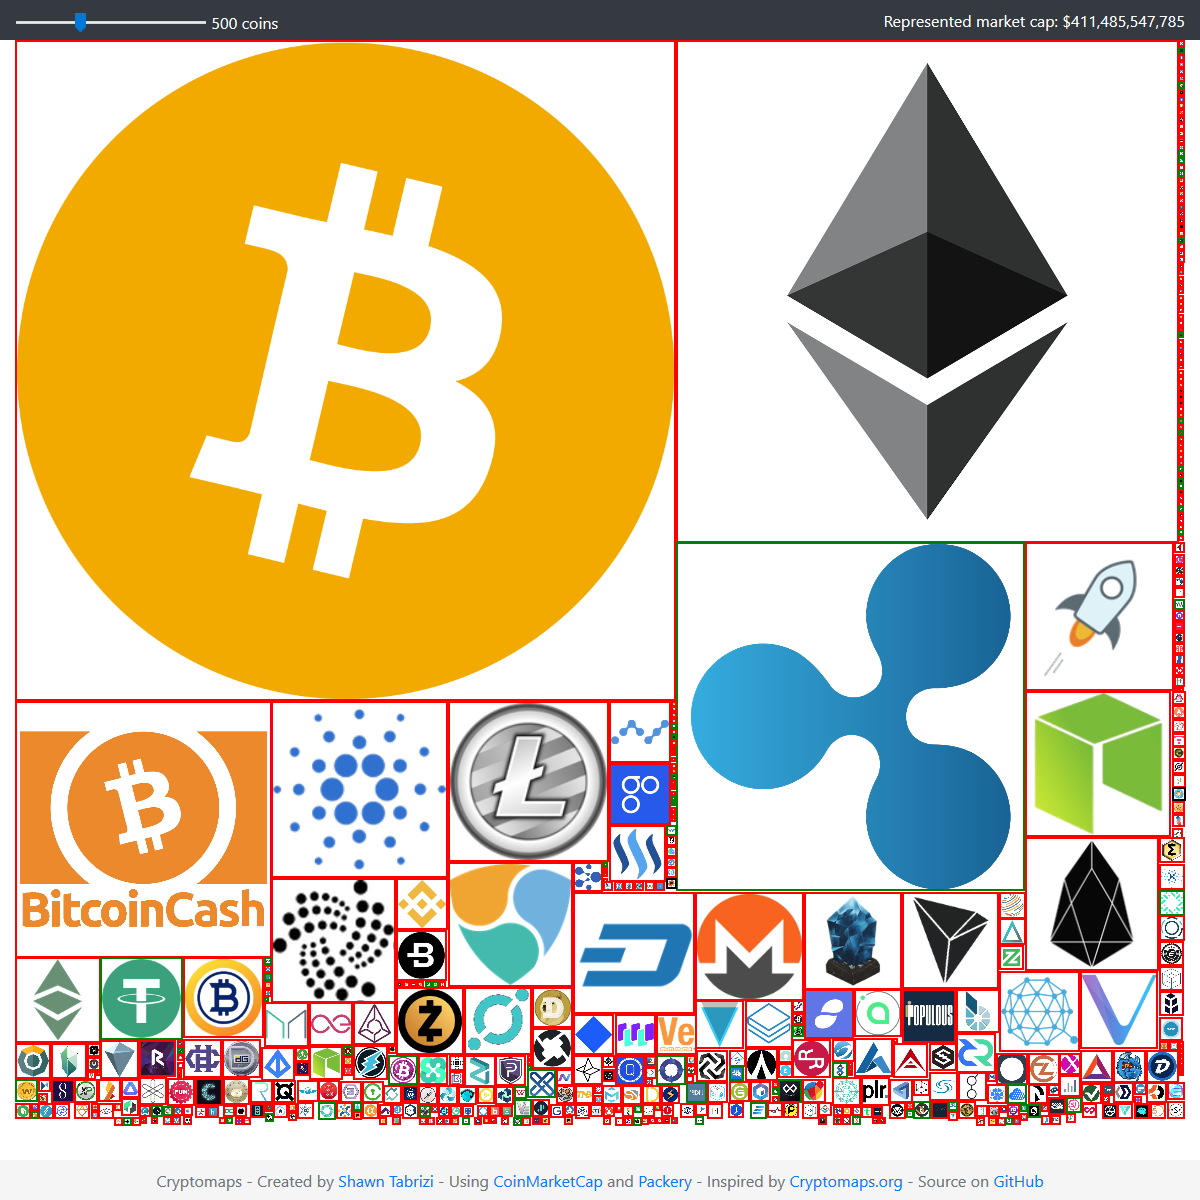 500 coins
Represented market cap: $411,485,547,785
BitcoinCash
POPULOUS
Ve
plr.
Cryptomaps - Created by Shawn Tabrizi - Using CoinMarketCap and Packery - Inspired by Cryptomaps.org - Source on GitHub